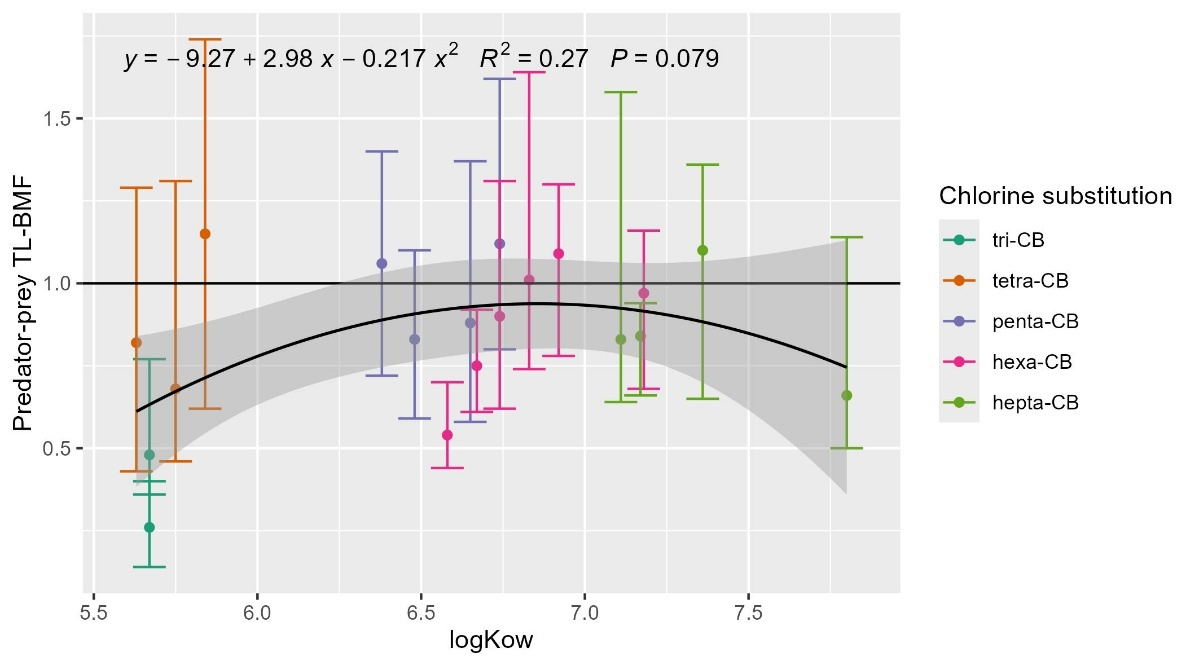 y = − 9.27 + 2.98 x − 0.217 x² R² = 0.27 P = 0.079
1.5
1.0
0.5
Predator-prey TL-BMF
5.5 6.0 6.5 7.0 7.5
logKow
Chlorine substitution
tri-CB
tetra-CB
penta-CB
hexa-CB
hepta-CB